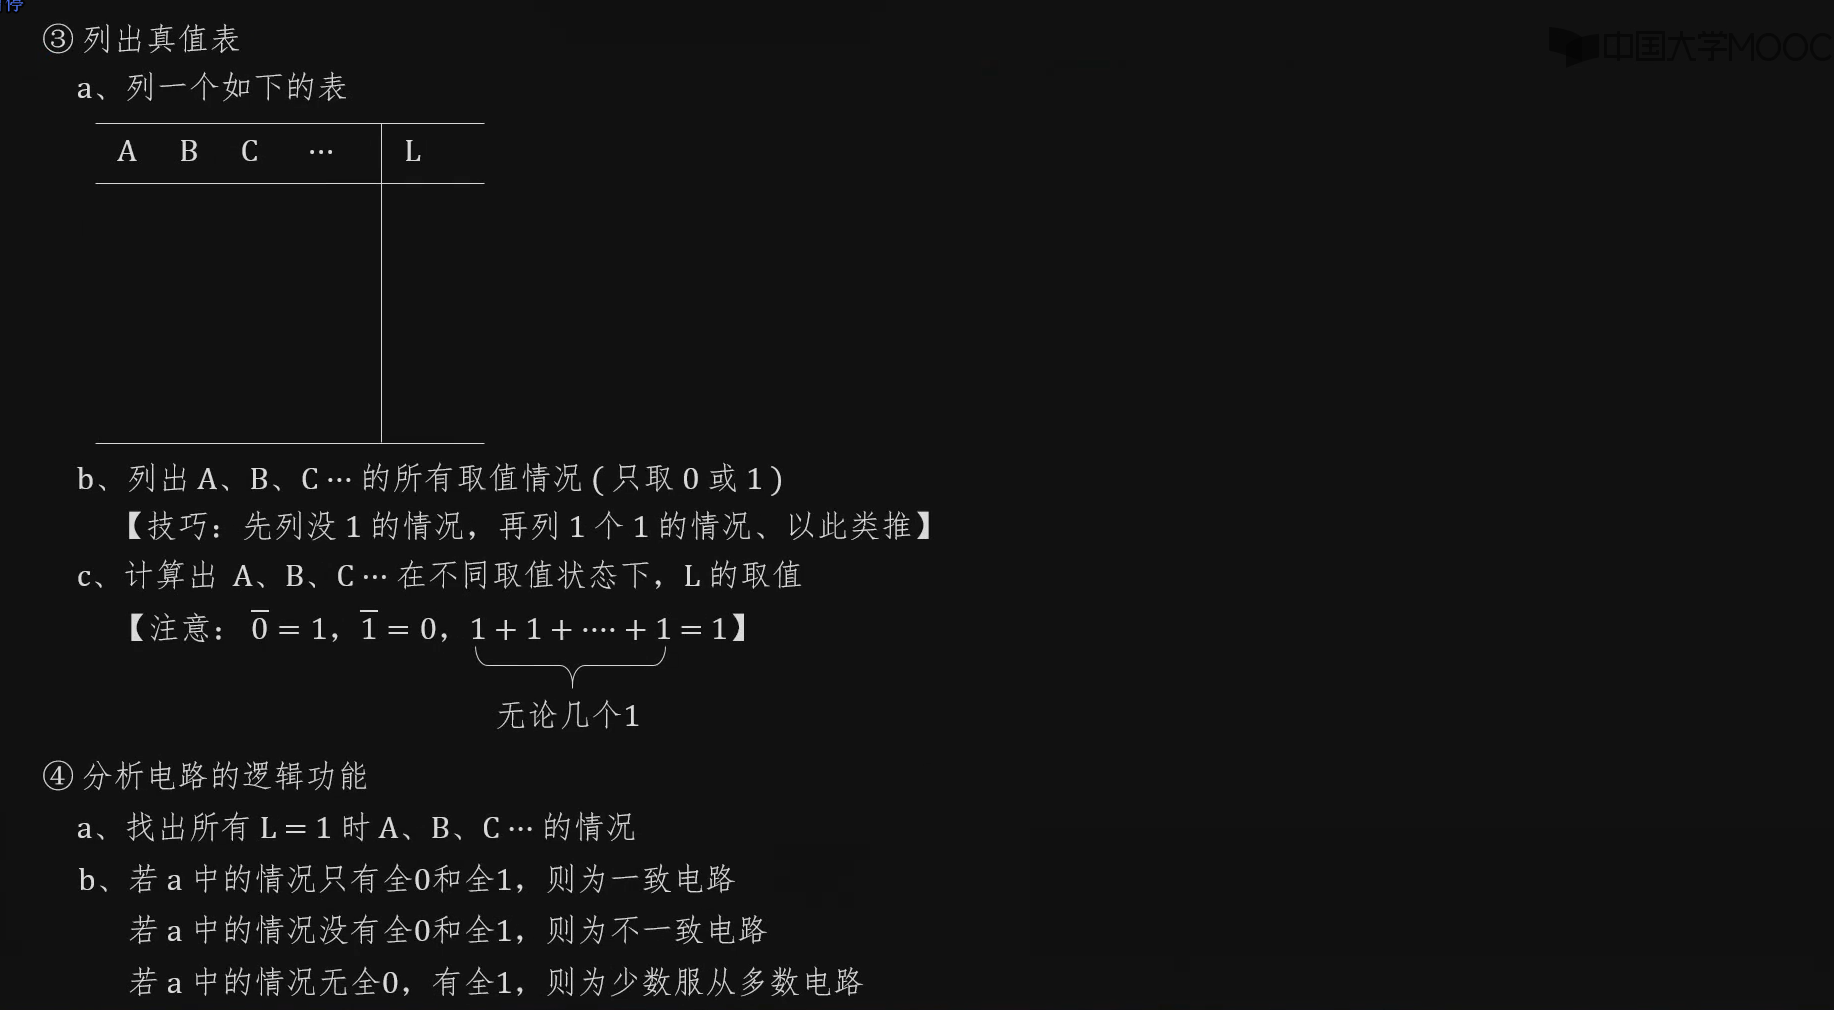 停
③ 列出真值表
中国大学MOOC
a、列一个如下的表
A B C ··· L
b、列出 A、B、C ··· 的所有取值情况 ( 只取 0 或 1 )
【技巧：先列没 1 的情况，再列 1 个 1 的情况、以此类推】
c、计算出 A、B、C ··· 在不同取值状态下，L 的取值
【注意： 0̅ = 1，1̅ = 0，1 + 1 + ···· + 1 = 1】
无论几个1
④ 分析电路的逻辑功能
a、找出所有 L = 1 时 A、B、C ··· 的情况
b、若 a 中的情况只有全0和全1，则为一致电路
若 a 中的情况没有全0和全1，则为不一致电路
若 a 中的情况无全0，有全1，则为少数服从多数电路